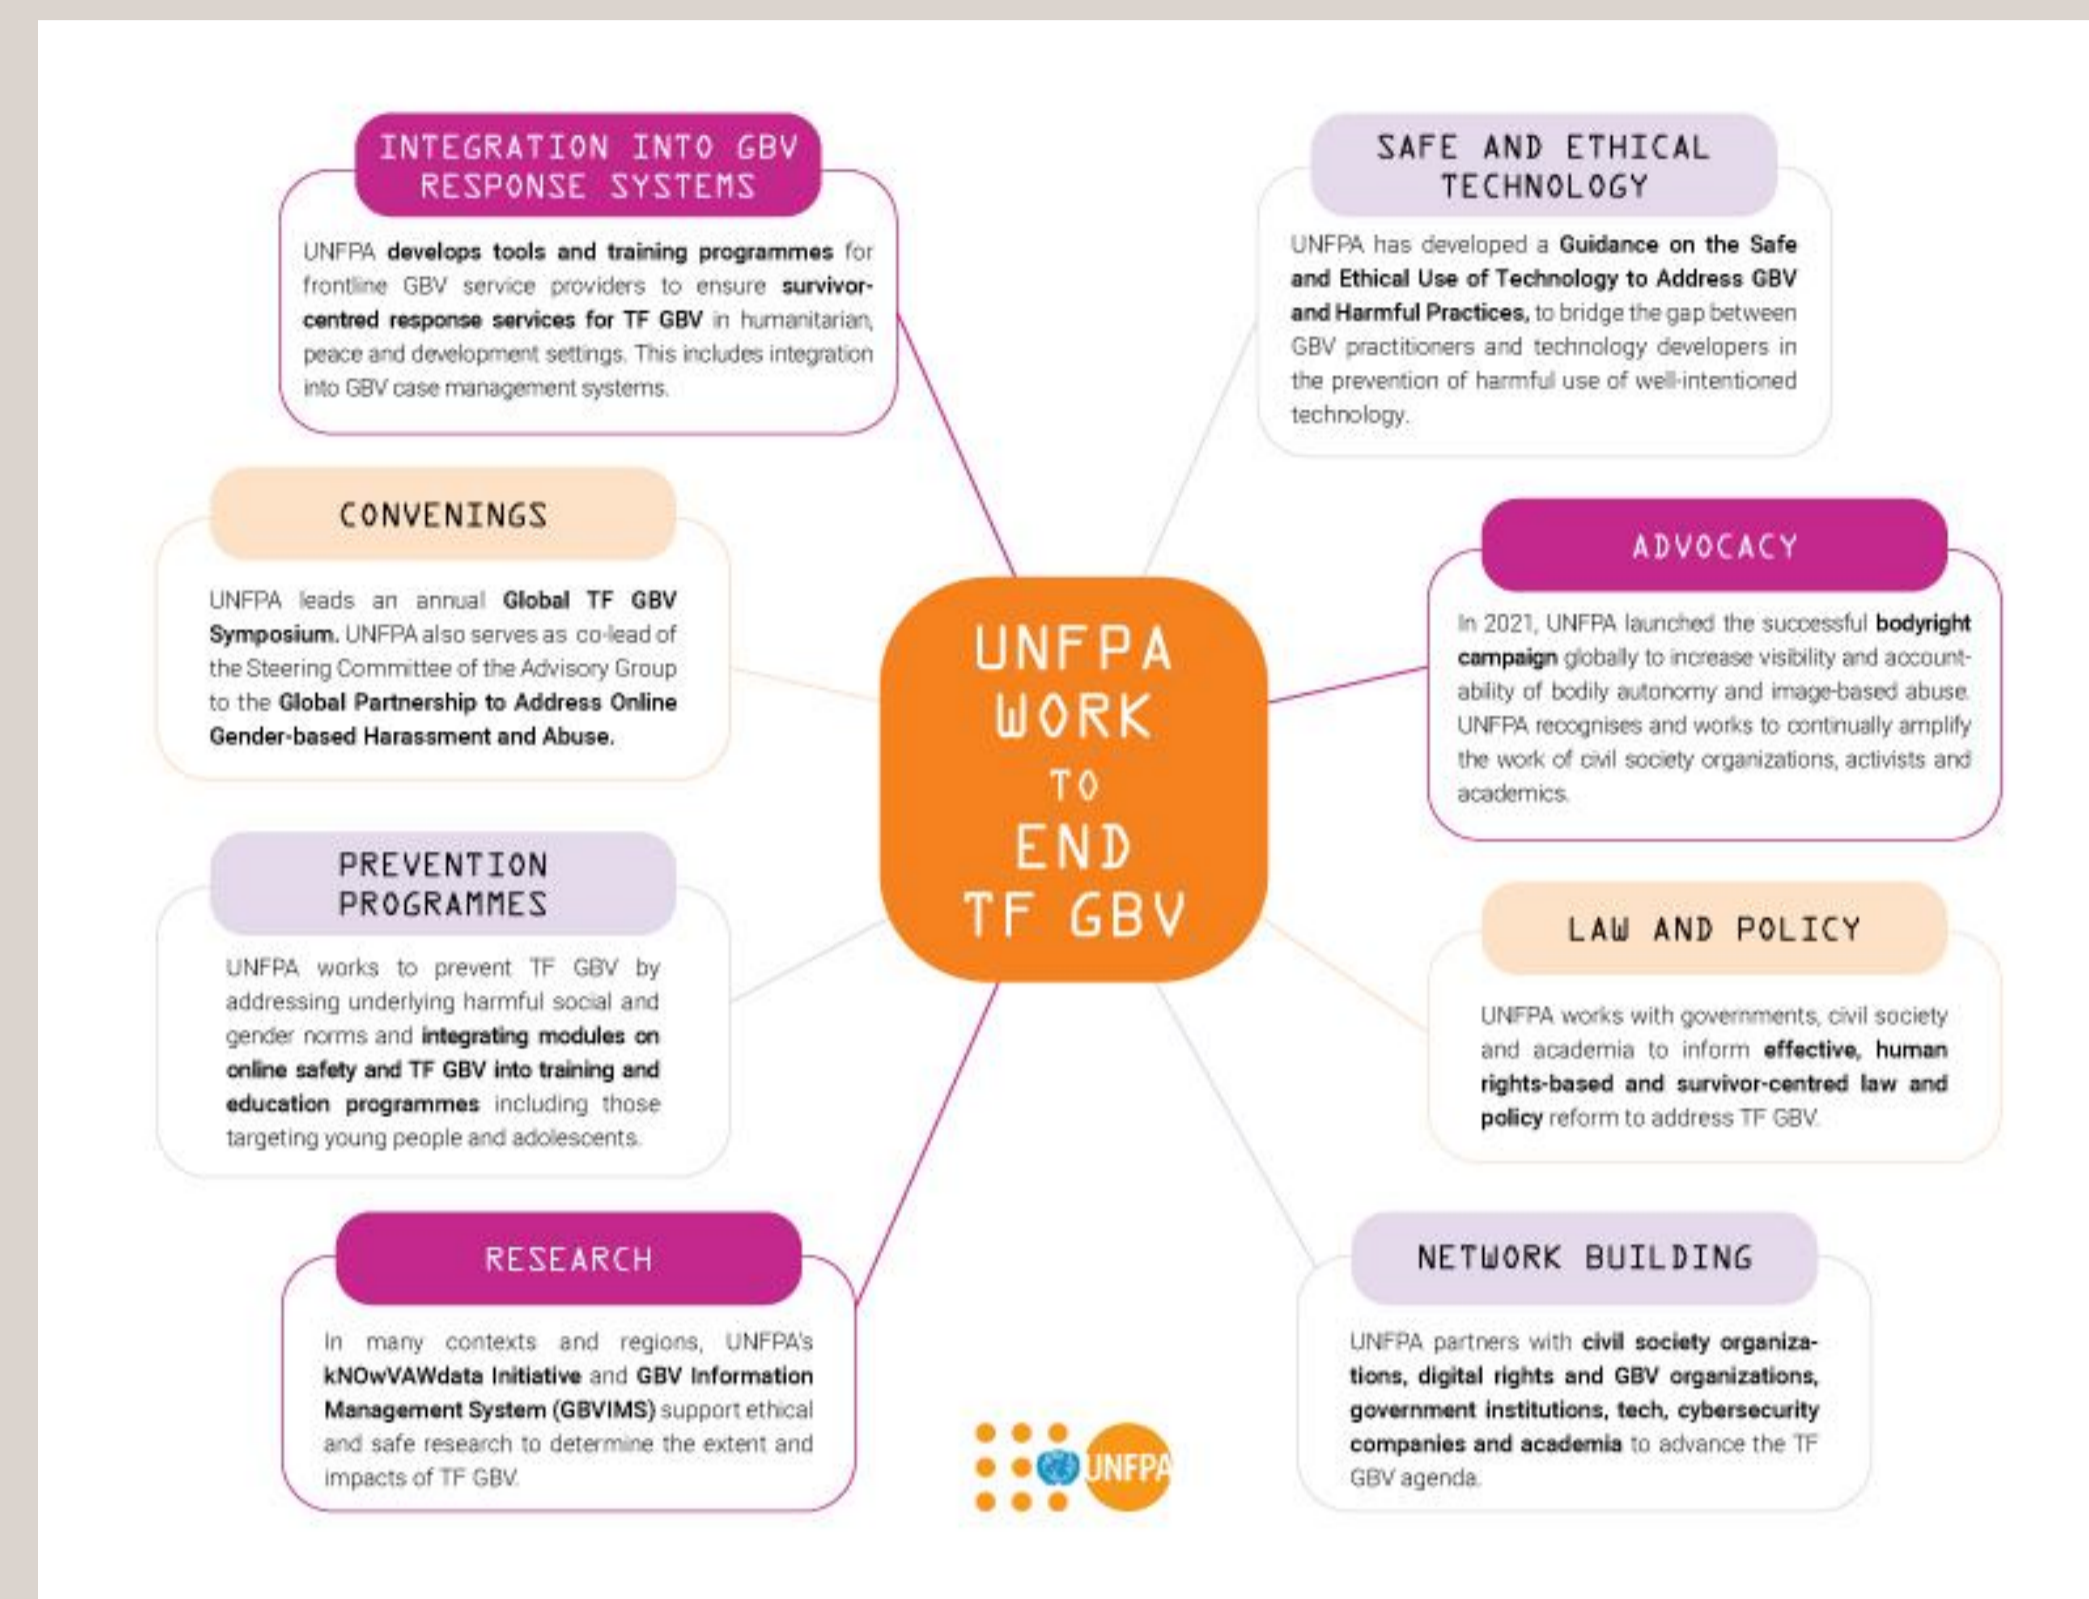 INTEGRATION INTO GBV
RESPONSE SYSTEMS
UNFPA develops tools and training programmes for
frontline GBV service providers to ensure survivor-
centred response services for TF GBV in humanitarian,
peace and development settings. This includes integration
into GBV case management systems.
CONVENINGS
UNFPA leads an annual Global TF GBV
Symposium. UNFPA also serves as co-lead of
the Steering Committee of the Advisory Group
to the Global Partnership to Address Online
Gender-based Harassment and Abuse.
PREVENTION
PROGRAMMES
UNFPA works to prevent TF GBV by
addressing underlying harmful social and
gender norms and integrating modules on
online safety and TF GBV into training and
education programmes including those
targeting young people and adolescents.
RESEARCH
In many contexts and regions, UNFPA's
kNOwVAWdata Initiative and GBV Information
Management System (GBVIMS) support ethical
and safe research to determine the extent and
impacts of TF GBV.
UNFPA
WORK
TO
END
TF GBV
SAFE AND ETHICAL
TECHNOLOGY
UNFPA has developed a Guidance on the Safe
and Ethical Use of Technology to Address GBV
and Harmful Practices, to bridge the gap between
GBV practitioners and technology developers in
the prevention of harmful use of well-intentioned
technology.
ADVOCACY
In 2021, UNFPA launched the successful bodyright
campaign globally to increase visibility and account-
ability of bodily autonomy and image-based abuse.
UNFPA recognises and works to continually amplify
the work of civil society organizations, activists and
academics.
LAW AND POLICY
UNFPA works with governments, civil society
and academia to inform effective, human
rights-based and survivor-centred law and
policy reform to address TF GBV.
NETWORK BUILDING
UNFPA partners with civil society organiza-
tions, digital rights and GBV organizations,
government institutions, tech, cybersecurity
companies and academia to advance the TF
GBV agenda.
UNFPA